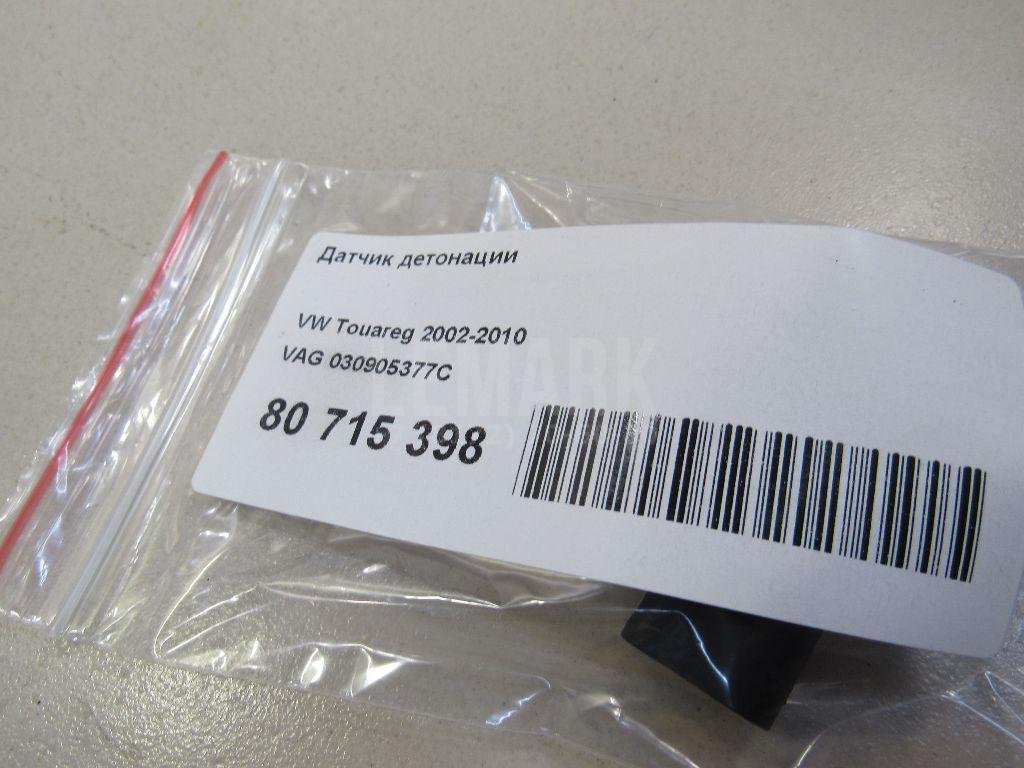 Датчик детонации
VW Touareg 2002-2010
VAG 030905377C
80 715 398